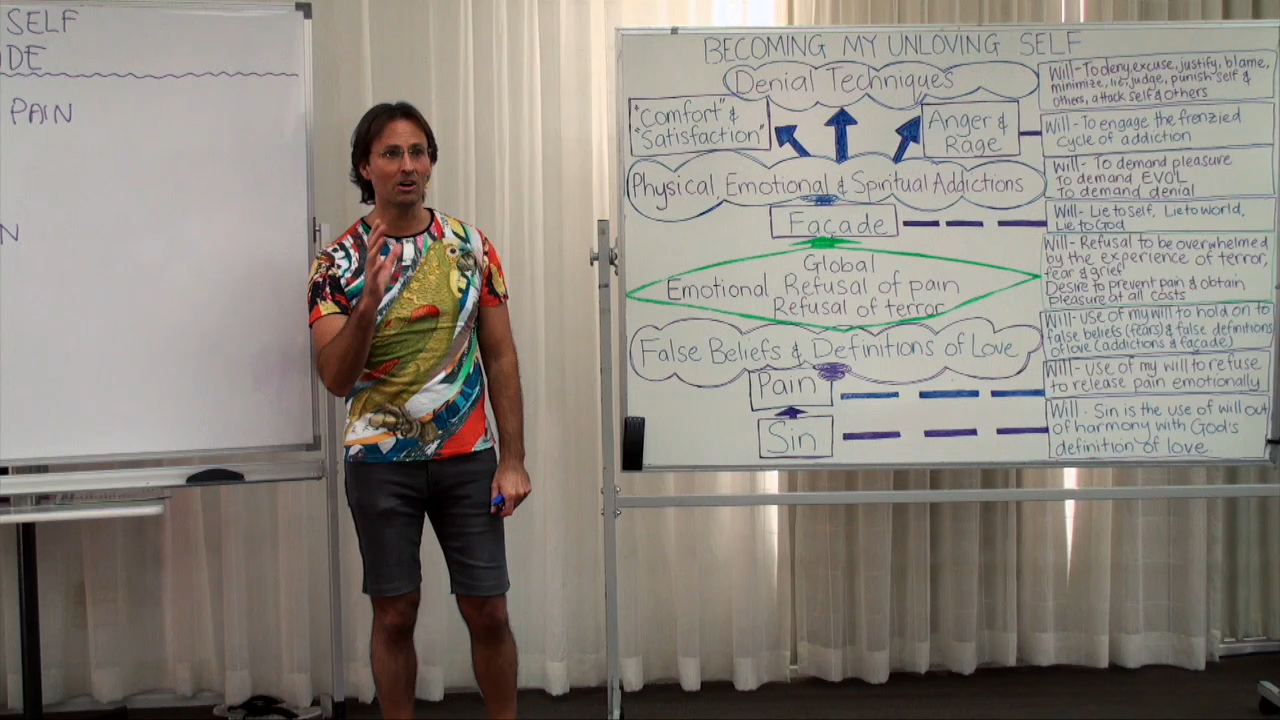 SELF
DE
PAIN
N
BECOMING MY UNLOVING SELF
Denial Techniques
"Comfort" &
"Satisfaction"
Anger &
Rage
Physical, Emotional & Spiritual Addictions
Façade
Global
Emotional Refusal of pain
Refusal of terror
False Beliefs & Definitions of Love
Pain
Sin
Will - To deny, excuse, justify, blame,
minimize, lie, judge, punish self &
others, attack self & others
Will - To engage the frenzied
cycle of addiction
Will - To demand pleasure
To demand EVOL
To demand denial
Will - Lie to self, Lie to world,
Lie to God
Will - Refusal to be overwhelmed
by the experience of terror,
fear & grief
Desire to prevent pain & obtain
pleasure at all costs
Will - use of my will to hold on to
false beliefs (fears) & false definitions
of love (addictions & façade)
Will - use of my will to refuse
to release pain emotionally
Will - Sin is the use of will out
of harmony with God's
definition of love